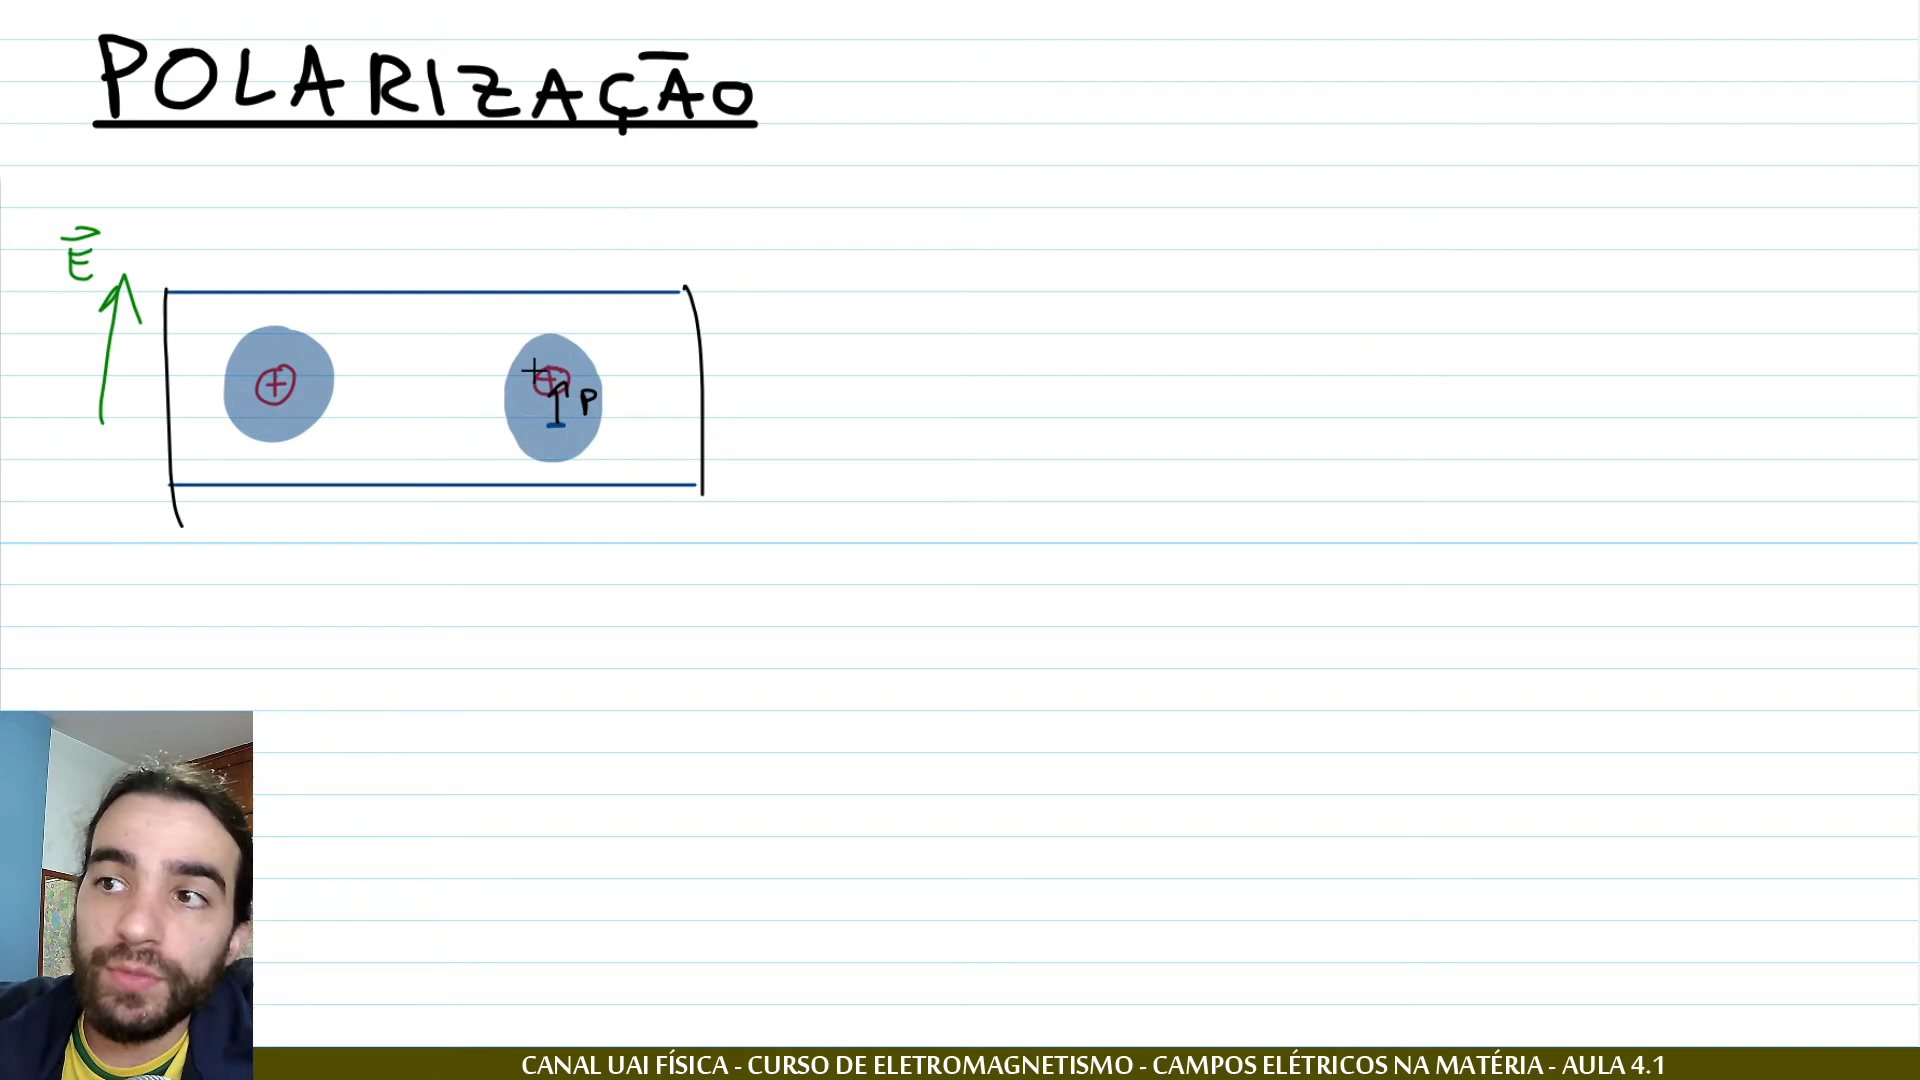 POLARIZAÇÃO
E
+ +
P
CANAL UAI FÍSICA - CURSO DE ELETROMAGNETISMO - CAMPOS ELÉTRICOS NA MATÉRIA - AULA 4.1